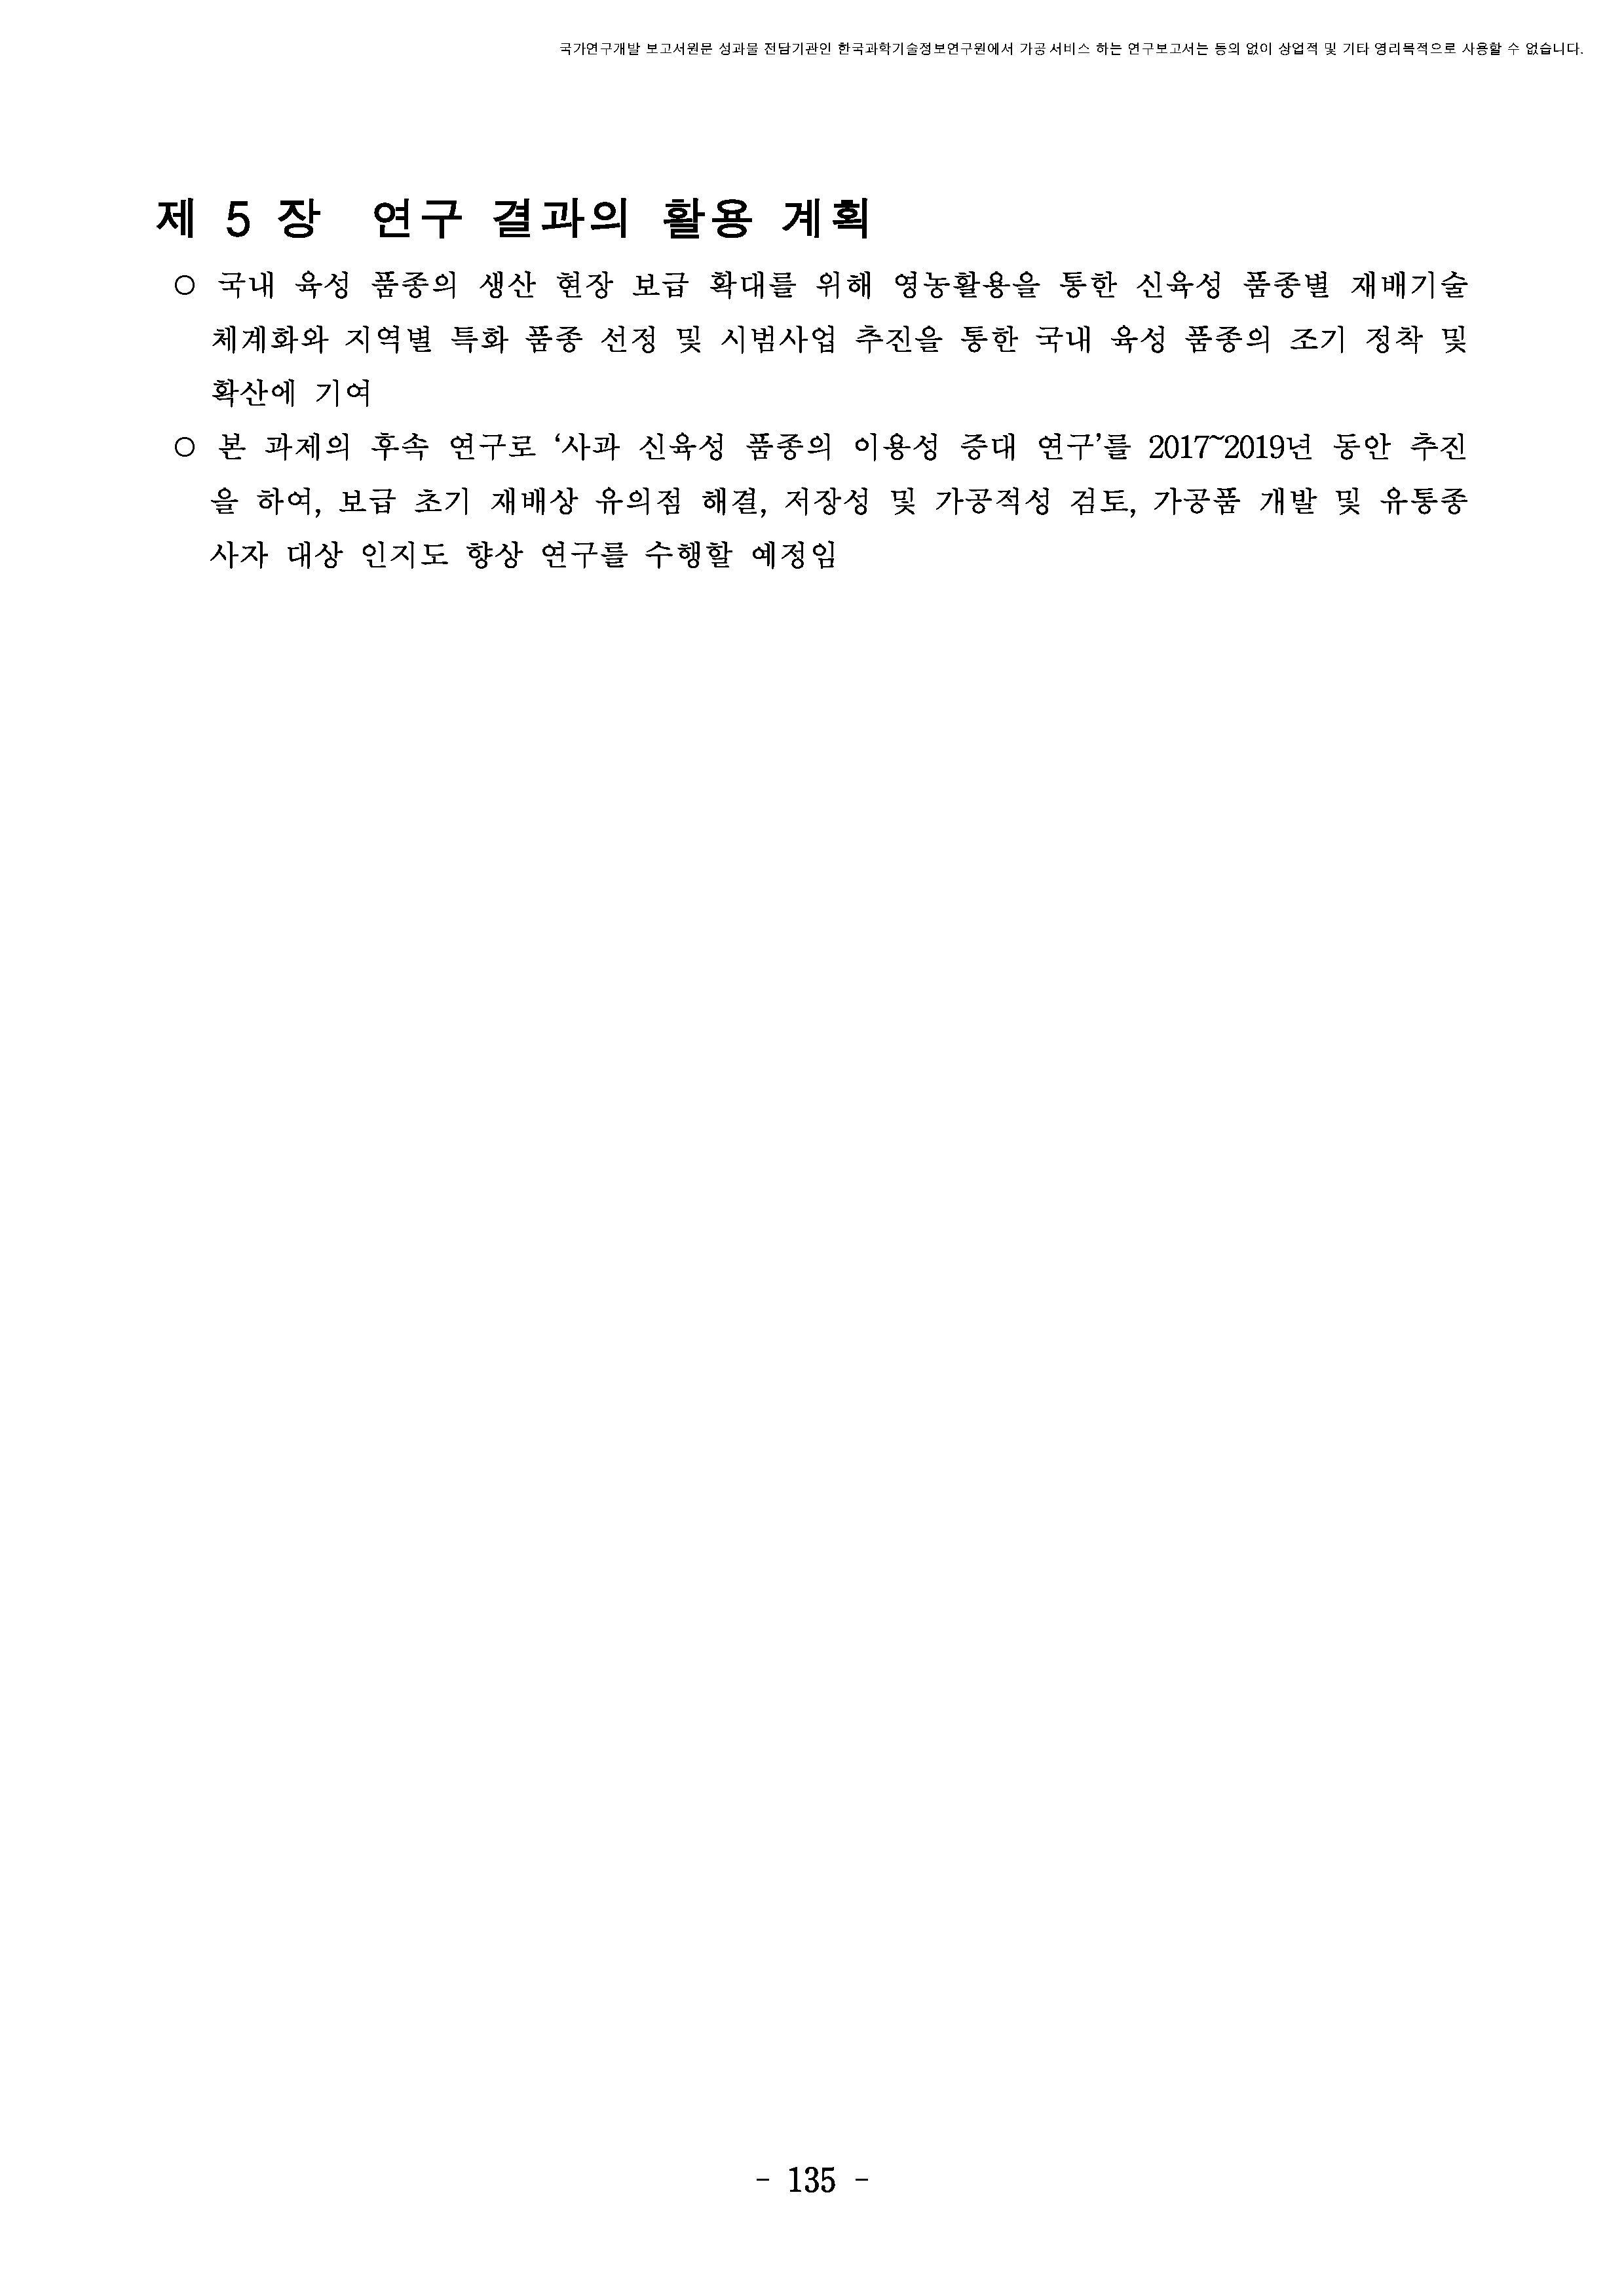 국가연구개발 보고서원문 성과물 전담기관인 한국과학기술정보연구원에서 가공·서비스 하는 연구보고서는 동의 없이 상업적 및 기타 영리목적으로 사용할 수 없습니다.
제 5 장 연구 결과의 활용 계획
○ 국내 육성 품종의 생산 현장 보급 확대를 위해 영농활용을 통한 신육성 품종별 재배기술
체계화와 지역별 특화 품종 선정 및 시범사업 추진을 통한 국내 육성 품종의 조기 정착 및
확산에 기여
○ 본 과제의 후속 연구로 ‘사과 신육성 품종의 이용성 증대 연구’를 2017~2019년 동안 추진
을 하여, 보급 초기 재배상 유의점 해결, 저장성 및 가공적성 검토, 가공품 개발 및 유통종
사자 대상 인지도 향상 연구를 수행할 예정임
- 135 -